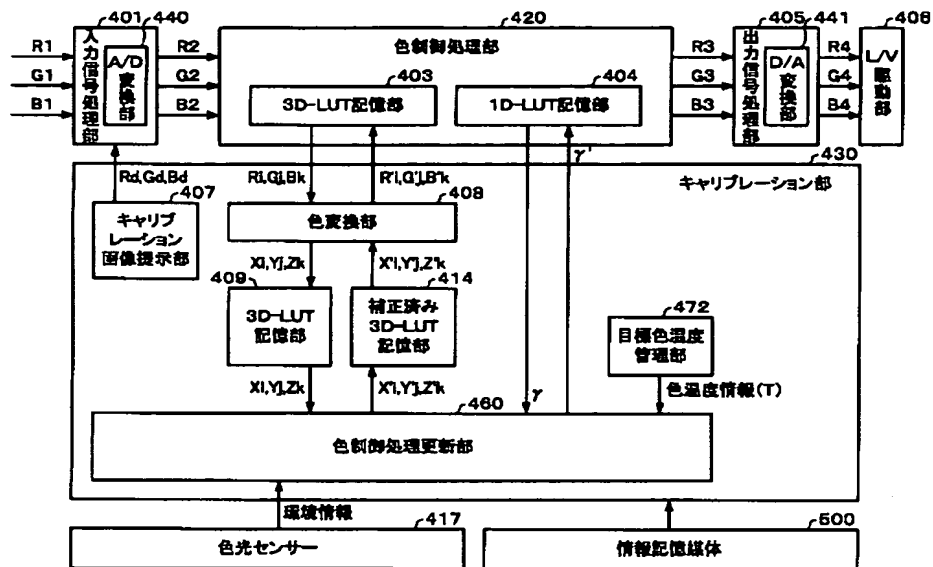 401
440
420
405
441
406
R1
G1
B1
入力信号処理部
A/D変換部
R2
G2
B2
色制御処理部
403
3D-LUT記憶部
404
1D-LUT記憶部
R3
G3
B3
出力信号処理部
D/A変換部
R4
G4
B4
L/V駆動部
430
キャリブレーション部
Rd,Gd,Bd
407
キャリブ
レーション
画像提示部
Ri,Gj,Bk
R'i,G'j,B'k
408
色変換部
γ'
Xi,Yj,Zk
X'i,Y'j,Z'k
409
3D-LUT
記憶部
414
補正済み
3D-LUT
記憶部
472
目標色温度
管理部
Xi,Yj,Zk
X'i,Y'j,Z'k
γ
色温度情報(T)
460
色制御処理更新部
環境情報
417
色光センサー
500
情報記憶媒体